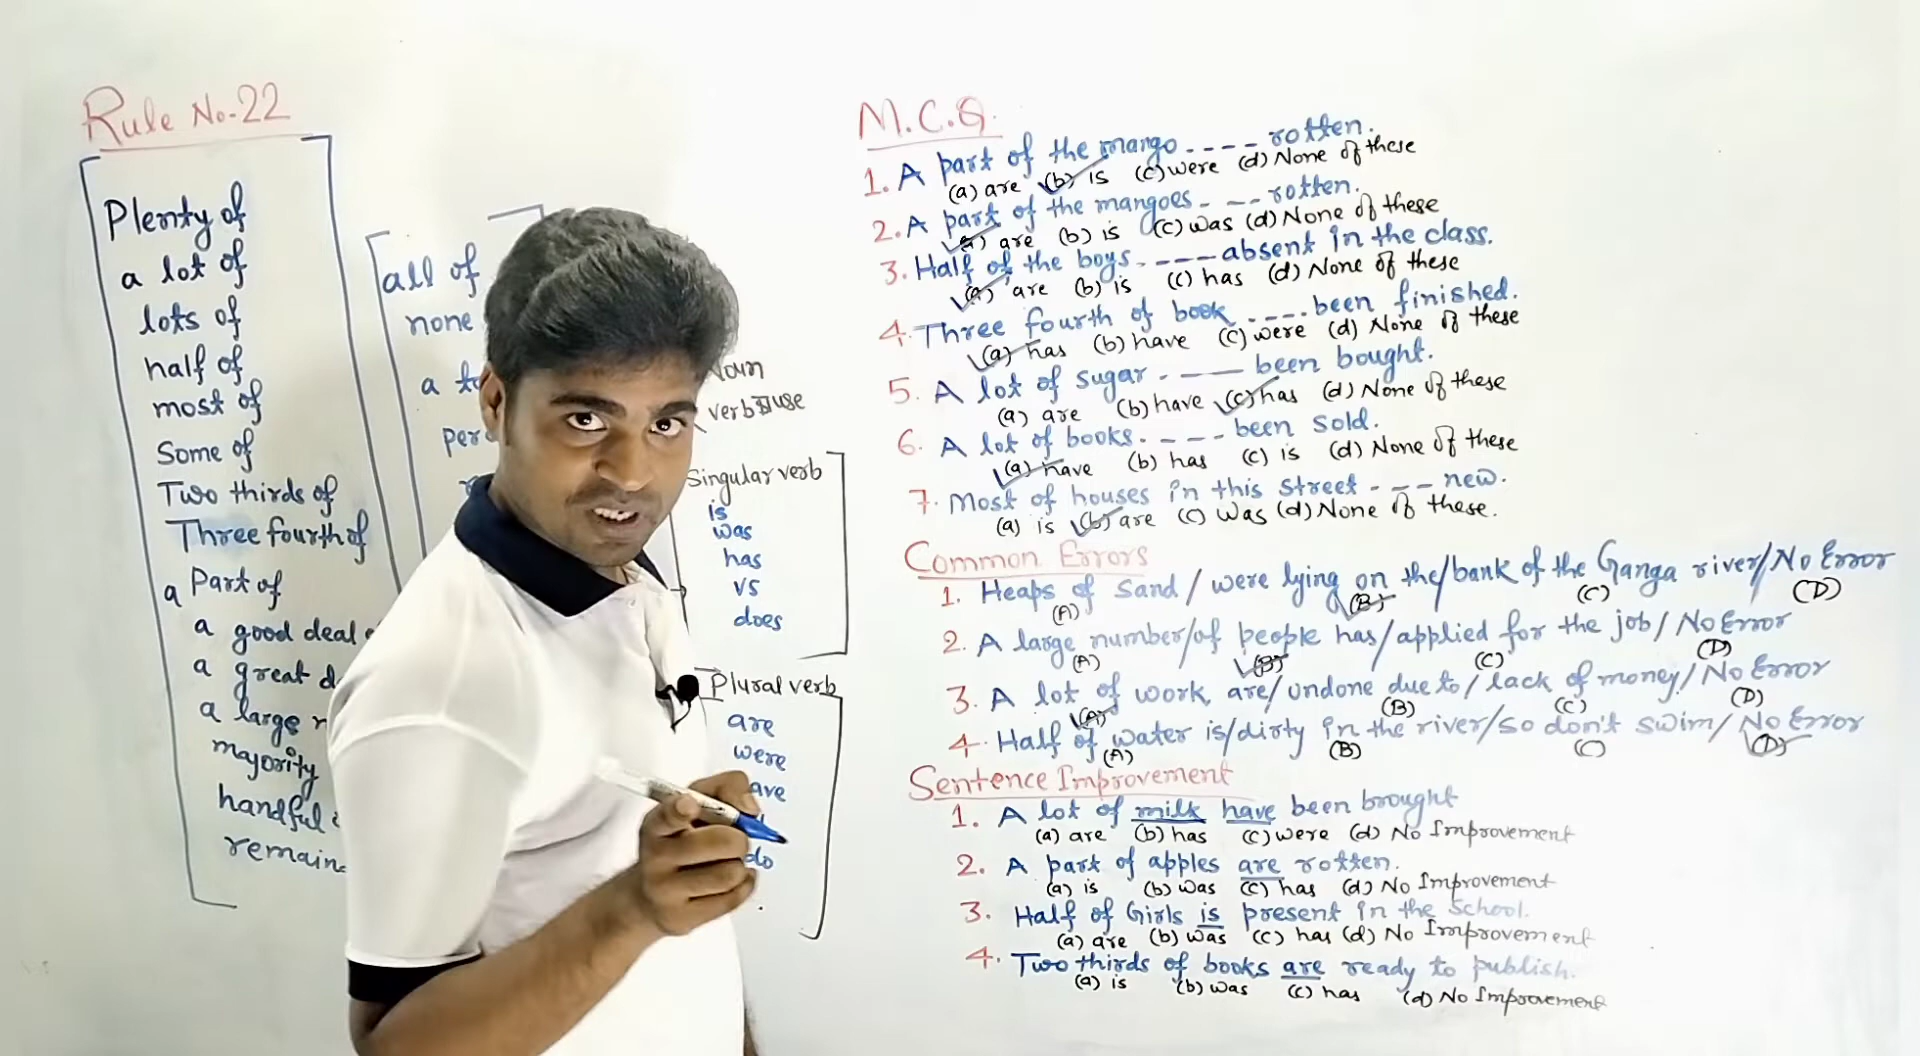 Rule No.22
Plenty of
a lot of
lots of
half of
most of
Some of
Two thirds of
Three fourth of
a Part of
a good deal
a great
a large
majority
handful
all of
none
a
Noun
verb use
Singular verb
is
was
has
vs
does
Plural verb
are
were
do
M.C.Q.
1. A part of the mango ---- rotten.
(a) are (b) is (c) were (d) None of these
2. A part of the mangoes - -- rotten.
(a) are (b) is (c) was (d) None of these
3. Half of the boys ---- absent in the class.
(a) are (b) is (c) has (d) None of these
4. Three fourth of book ---- been finished.
(a) has (b) have (c) were (d) None of these
5. A lot of sugar - --- been bought.
(a) are (b) have (c) has (d) None of these
6. A lot of books. - -- - been sold.
(a) have (b) has (c) is (d) None of these
7. Most of houses in this street - -- new.
(a) is (b) are (c) was (d) None of these.
Common Errors
1. Heaps of sand / were lying on the/bank of the Ganga river/No Error
(A) (B) (C) (D)
2. A large number/of people has/applied for the job/ No Error
(A) (B) (C) (D)
3. A lot of work are/undone due to/lack of money/No Error
(A) (B) (C) (D)
4. Half of water is/dirty in the river/so don't swim/No Error
(A) (B) (C) (D)
Sentence Improvement
1. A lot of milk have been brought
(a) are (b) has (c) were (d) No Improvement
2. A part of apples are rotten.
(a) is (b) was (c) has (d) No Improvement
3. Half of Girls is present in the school.
(a) are (b) was (c) has (d) No Improvement
4. Two thirds of books are ready to publish.
(a) is (b) was (c) has (d) No Improvement